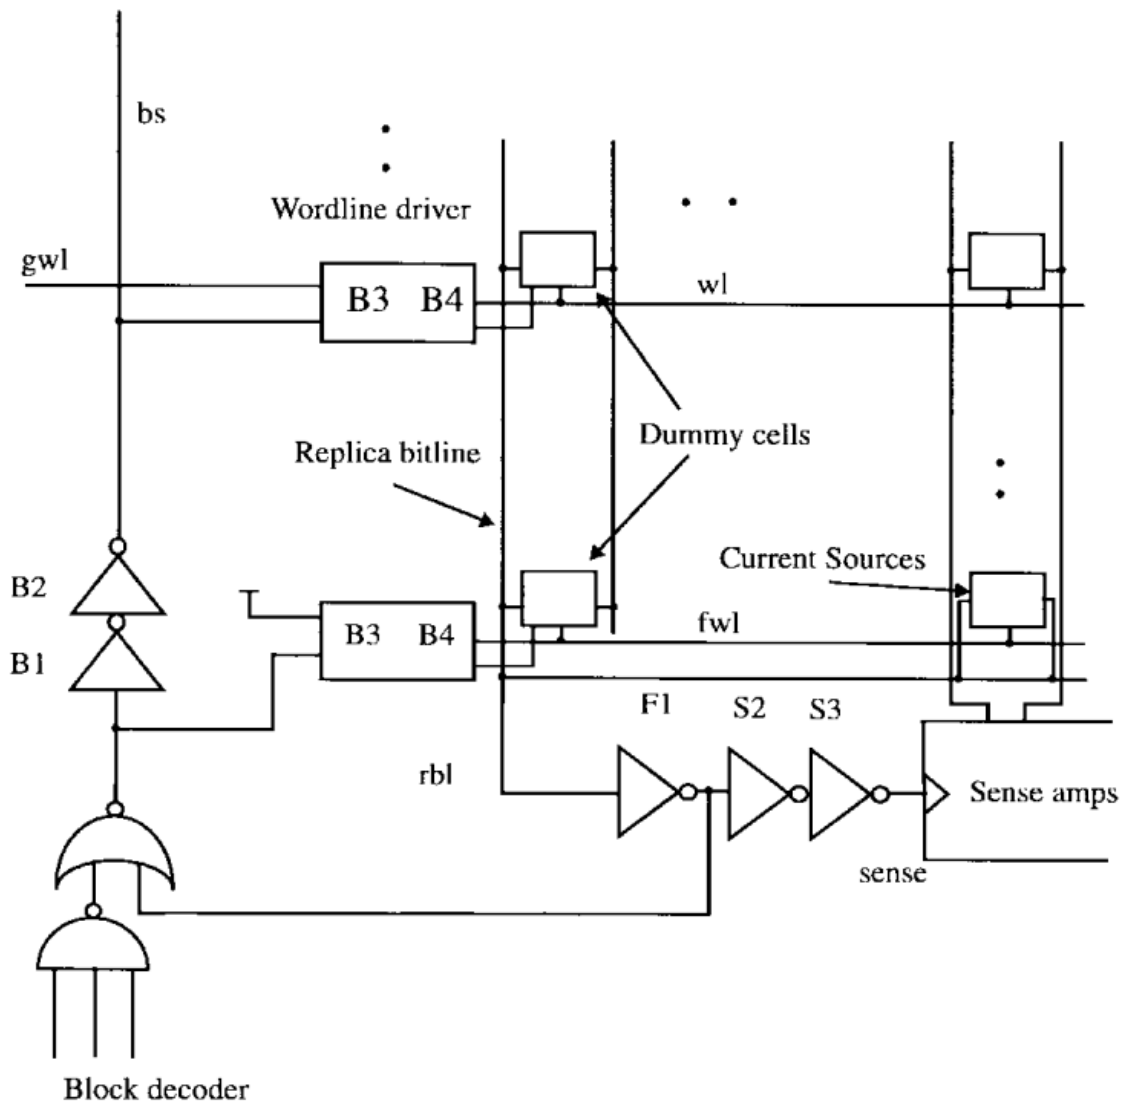 bs
Wordline driver
gwl
B3 B4
wl
Dummy cells
Replica bitline
Current Sources
B2
B3 B4
fwl
B1
F1 S2 S3
rbl
Sense amps
sense
Block decoder